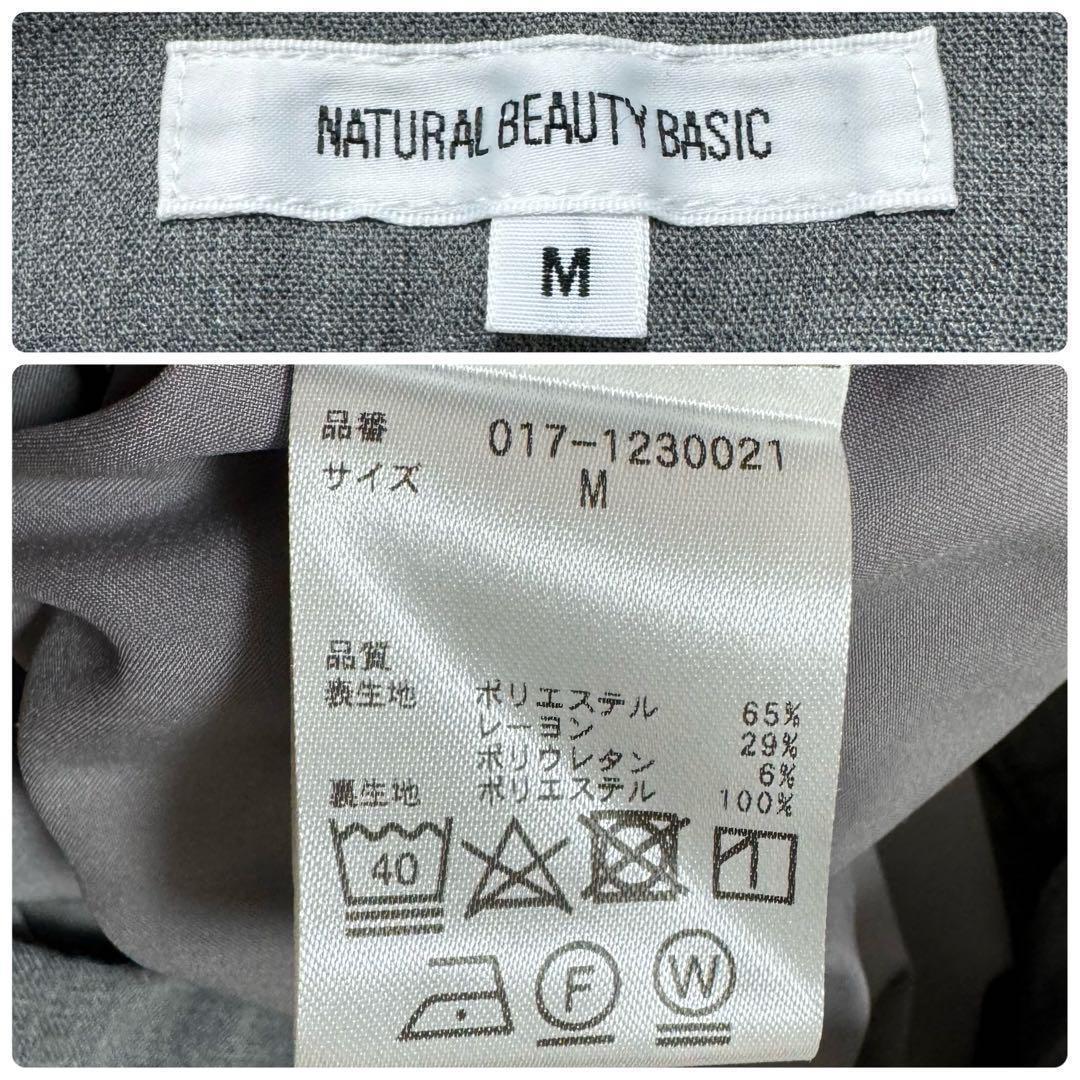 NATURAL BEAUTY BASIC
M
品番 017-1230021
サイズ M
品質
表生地 ポリエステル 65%
レーヨン 29%
ポリウレタン 6%
裏生地 ポリエステル 100%
40
F W